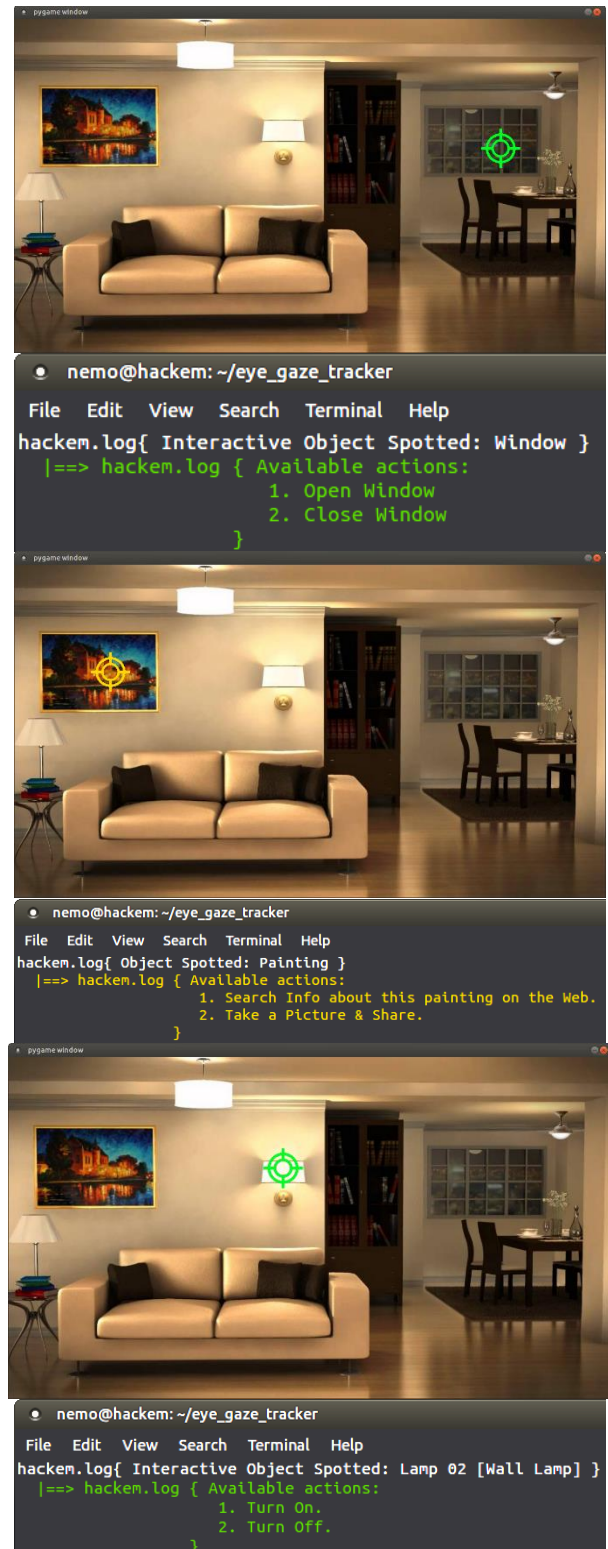 pygame window
nemo@hackem: ~/eye_gaze_tracker
File Edit View Search Terminal Help
hackem.log{ Interactive Object Spotted: Window }
|==> hackem.log { Available actions:
1. Open Window
2. Close Window
}
pygame window
nemo@hackem: ~/eye_gaze_tracker
File Edit View Search Terminal Help
hackem.log{ Object Spotted: Painting }
|==> hackem.log { Available actions:
1. Search Info about this painting on the Web.
2. Take a Picture & Share.
}
pygame window
nemo@hackem: ~/eye_gaze_tracker
File Edit View Search Terminal Help
hackem.log{ Interactive Object Spotted: Lamp 02 [Wall Lamp] }
|==> hackem.log { Available actions:
1. Turn On.
2. Turn Off.
}